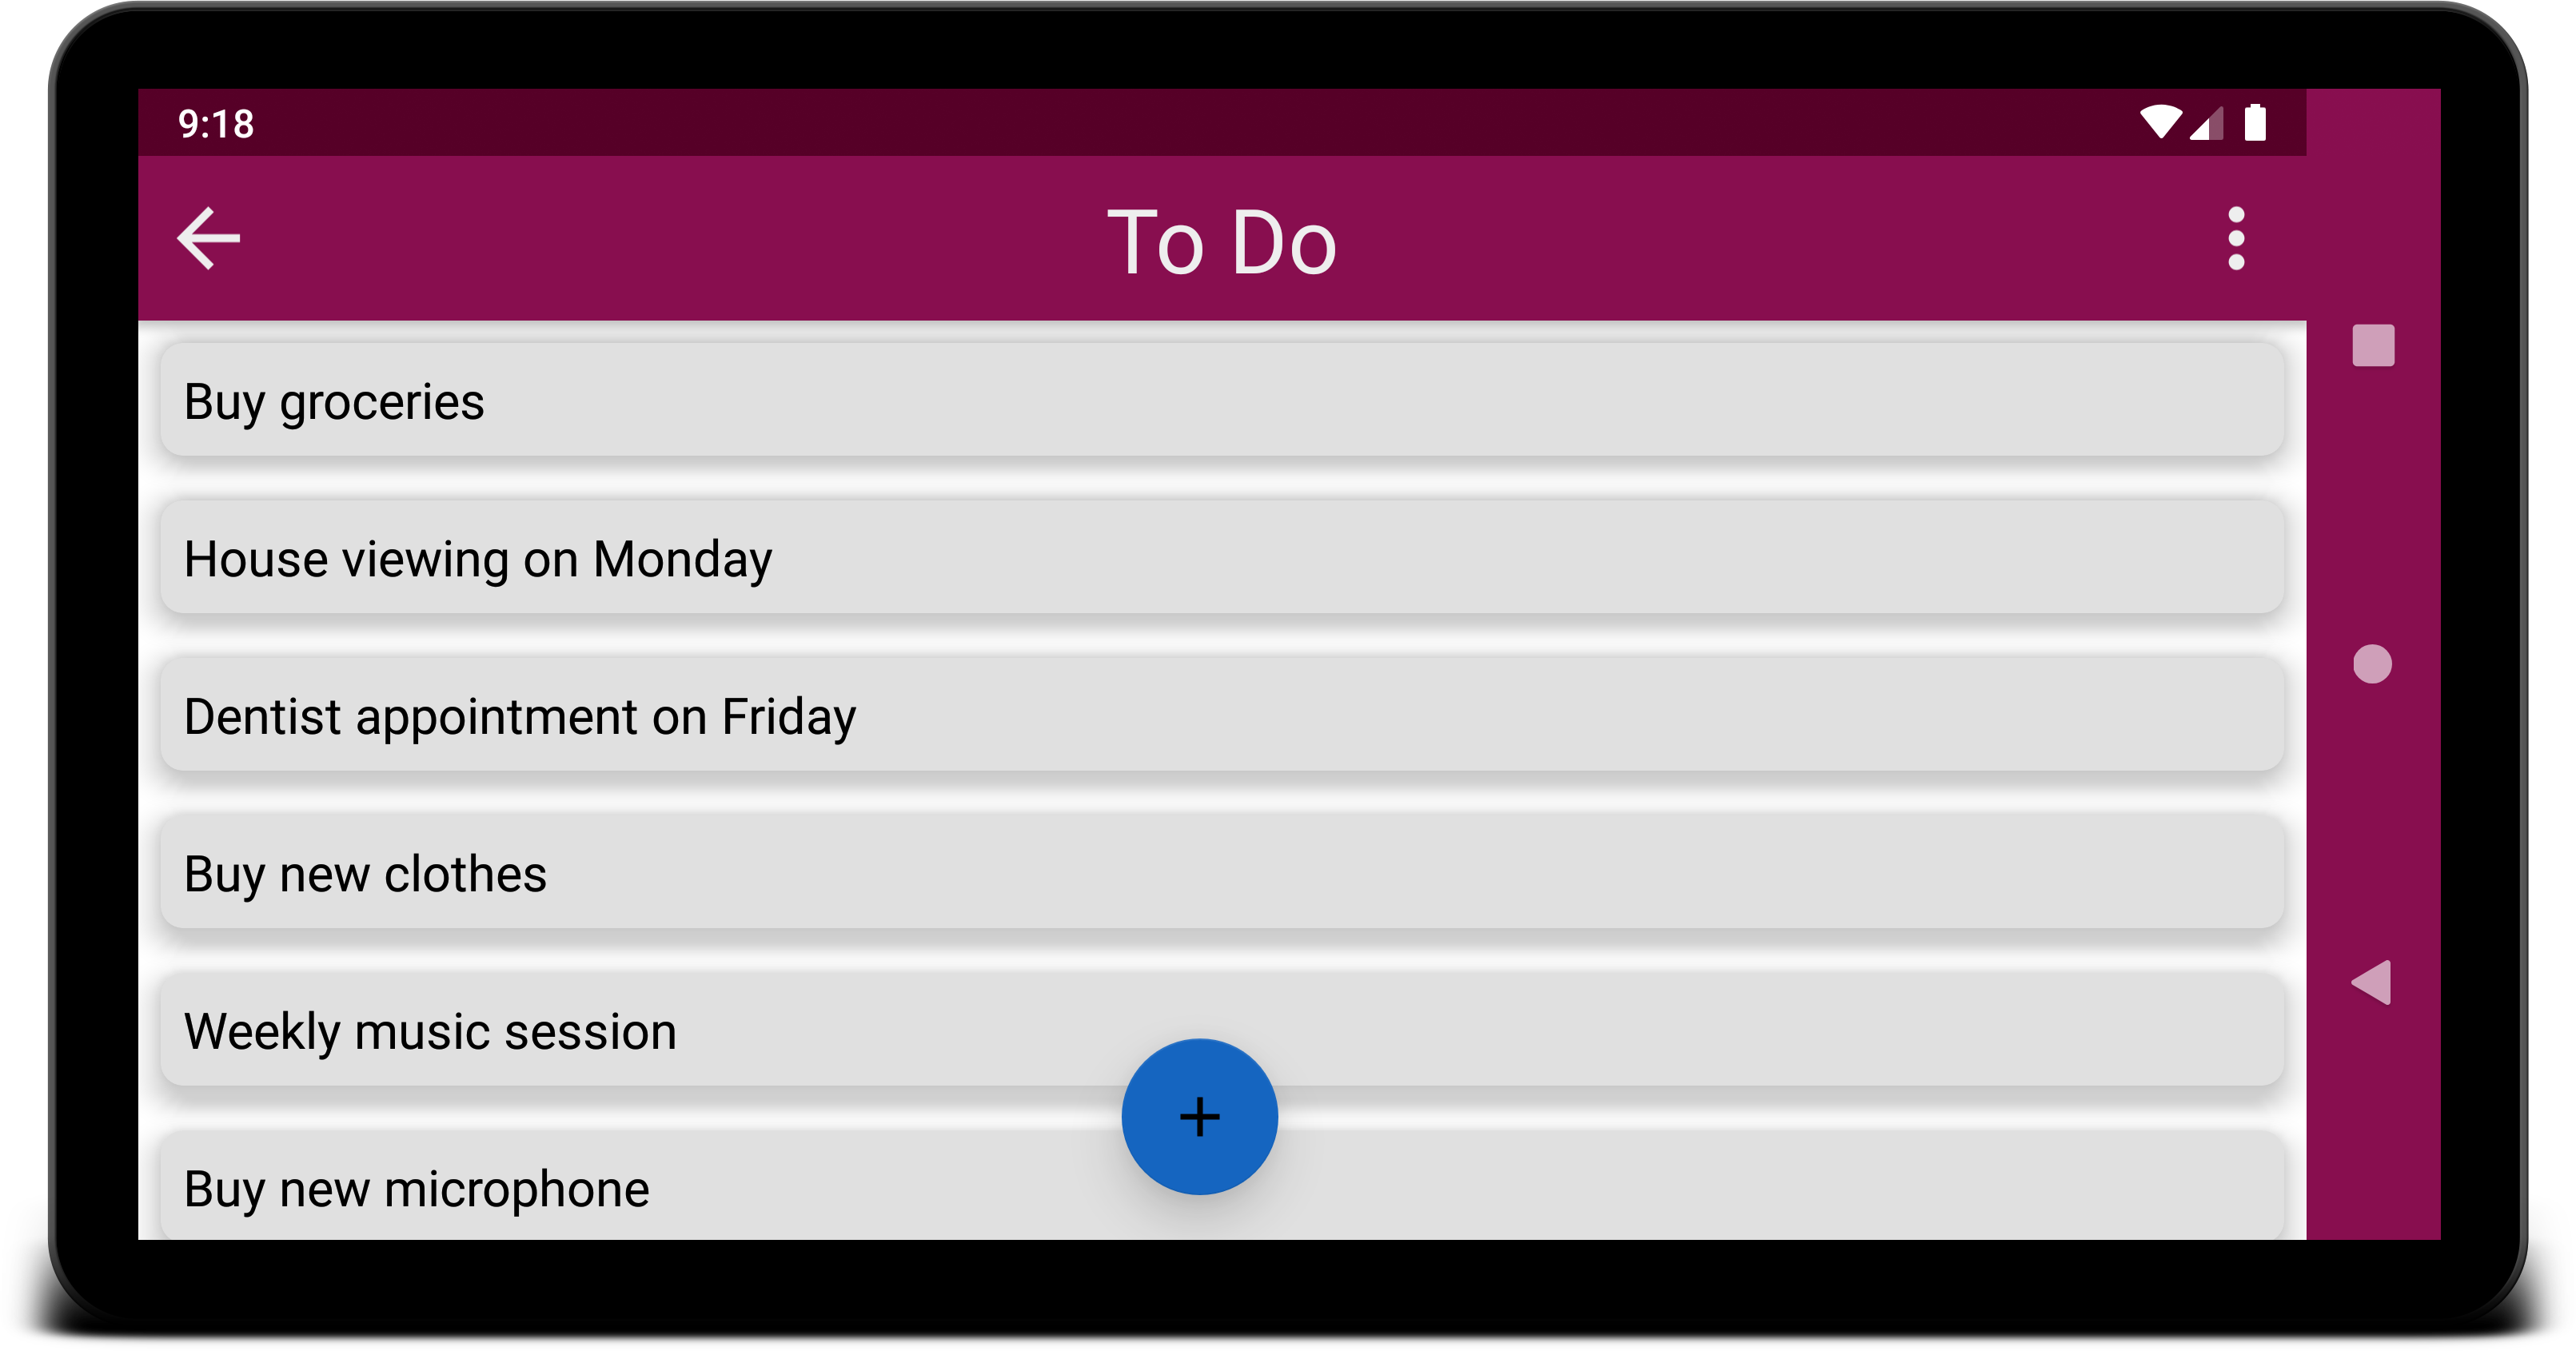 9:18
To Do
Buy groceries
House viewing on Monday
Dentist appointment on Friday
Buy new clothes
Weekly music session
+
Buy new microphone